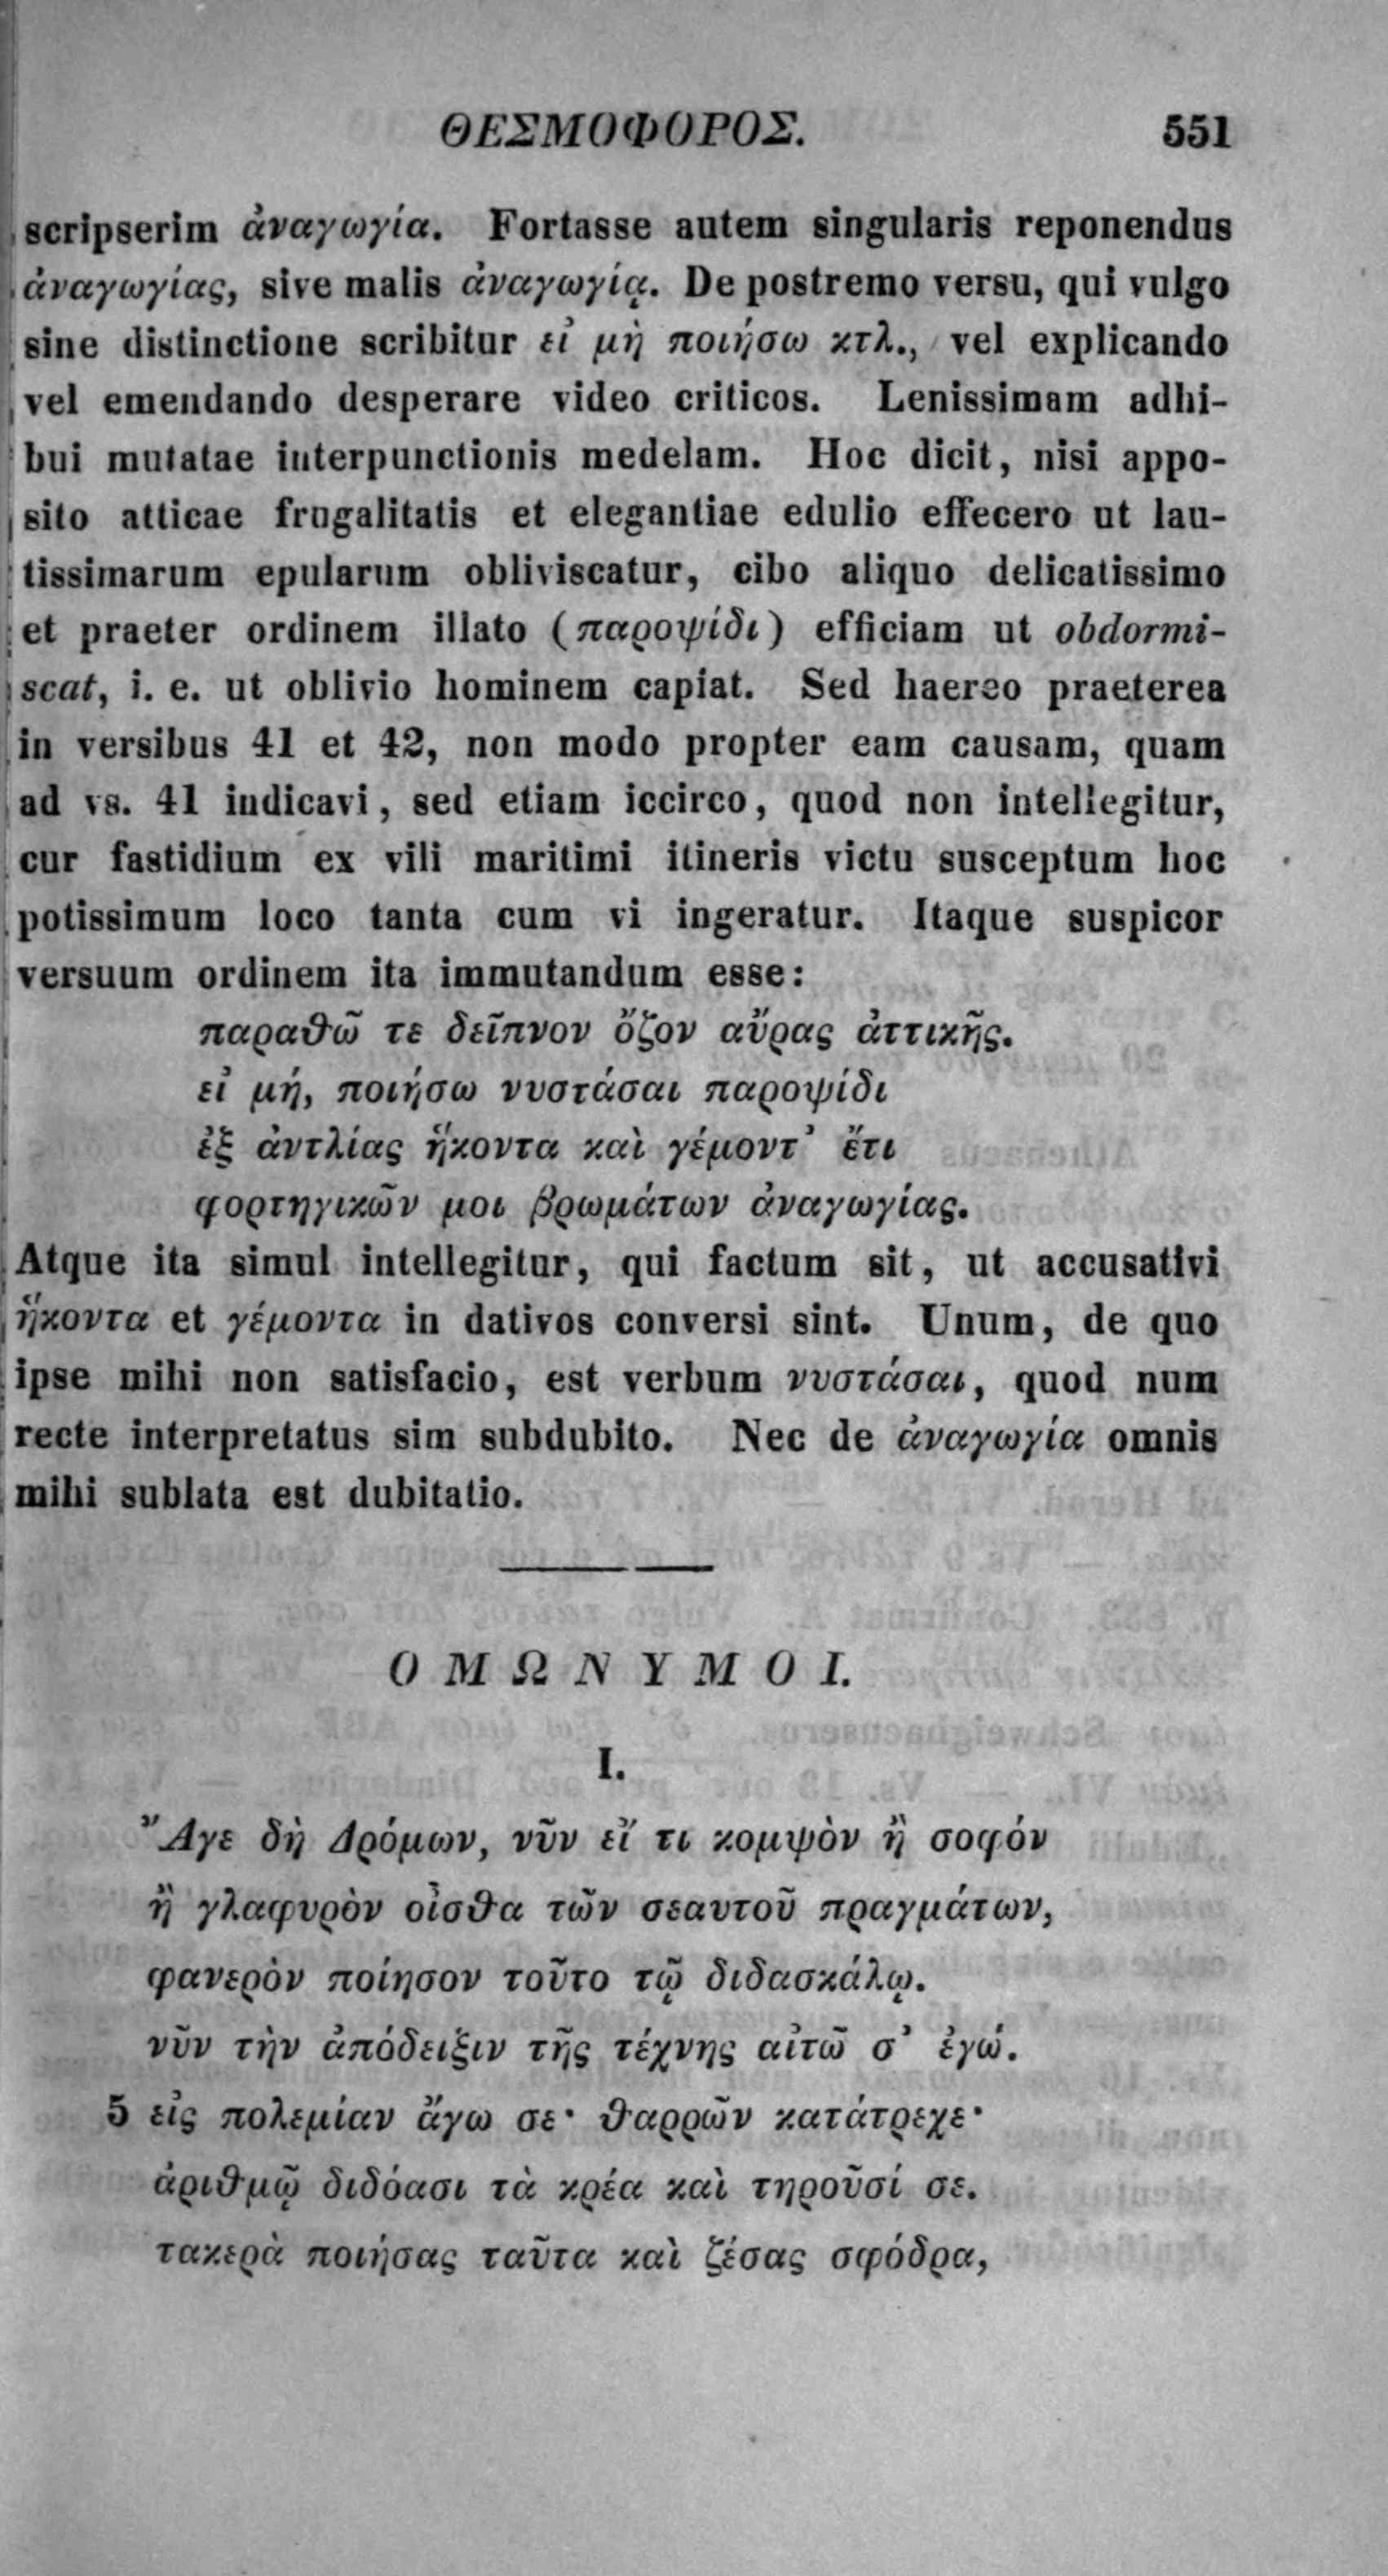 ΘΕΣΜΟΦΟΡΟΣ. 551
scripserim ἀναγωγία. Fortasse autem singularis reponendus
ἀναγωγίας, sive malis ἀναγωγίᾳ. De postremo versu, qui vulgo
sine distinctione scribitur εἰ μὴ ποιήσω κτλ., vel explicando
vel emendando desperare video criticos. Lenissimam adhi-
bui mutatae interpunctionis medelam. Hoc dicit, nisi appo-
sito atticae frugalitatis et elegantiae edulio effecero ut lau-
tissimarum epularum obliviscatur, cibo aliquo delicatissimo
et praeter ordinem illato (παροψίδι) efficiam ut obdormi-
scat, i. e. ut oblivio hominem capiat. Sed haereo praeterea
in versibus 41 et 42, non modo propter eam causam, quam
ad vs. 41 indicavi, sed etiam iccirco, quod non intellegitur,
cur fastidium ex vili maritimi itineris victu susceptum hoc
potissimum loco tanta cum vi ingeratur. Itaque suspicor
versuum ordinem ita immutandum esse:
παραθῶ τε δεῖπνον ὄζον αὔρας ἀττικῆς.
εἰ μή, ποιήσω νυστάσαι παροψίδι
ἐξ ἀντλίας ἥκοντα καὶ γέμοντ᾽ ἔτι
φορτηγικῶν μοι βρωμάτων ἀναγωγίας.
Atque ita simul intellegitur, qui factum sit, ut accusativi
ἥκοντα et γέμοντα in dativos conversi sint. Unum, de quo
ipse mihi non satisfacio, est verbum νυστάσαι, quod num
recte interpretatus sim subdubito. Nec de ἀναγωγία omnis
mihi sublata est dubitatio.
ΟΜΩΝΥΜΟΙ.
I.
Ἄγε δὴ Δρόμων, νῦν εἴ τι κομψὸν ἢ σοφόν
ἢ γλαφυρὸν οἶσθα τῶν σεαυτοῦ πραγμάτων,
φανερὸν ποίησον τοῦτο τῷ διδασκάλῳ.
νῦν τὴν ἀπόδειξιν τῆς τέχνης αἰτῶ σ᾽ ἐγώ.
5 εἰς πολεμίαν ἄγω σε· θαρρῶν κατάτρεχε·
ἀριθμῷ διδόασι τὰ κρέα καὶ τηροῦσί σε.
τακερὰ ποιήσας ταῦτα καὶ ζέσας σφόδρα,